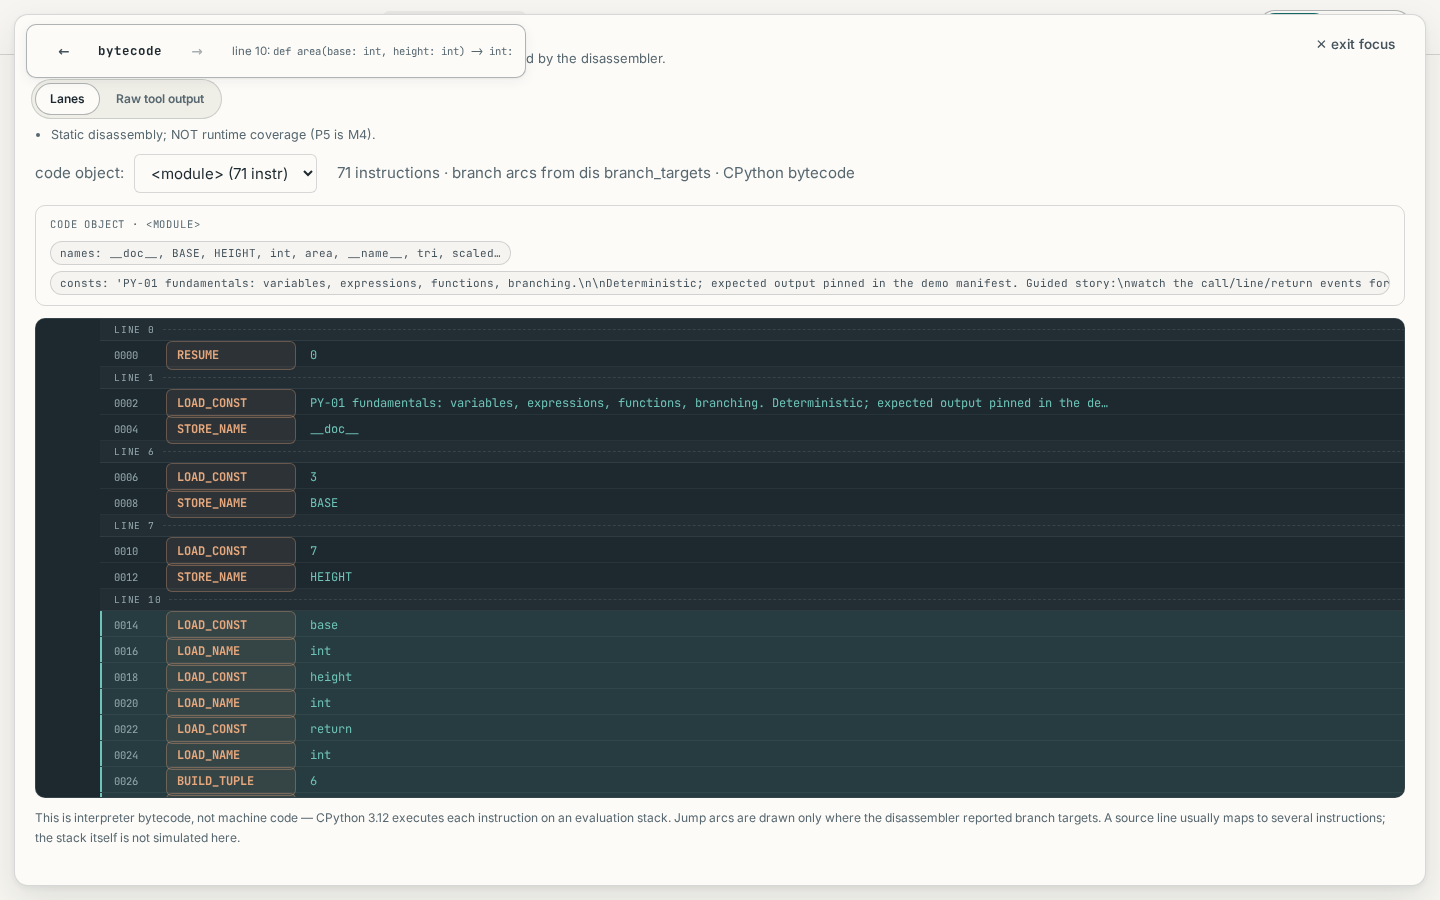 ← bytecode → line 10: def area(base: int, height: int) -> int:
d by the disassembler.
✕ exit focus
Lanes Raw tool output
• Static disassembly; NOT runtime coverage (P5 is M4).
code object: <module> (71 instr) 71 instructions · branch arcs from dis branch_targets · CPython bytecode
CODE OBJECT · <MODULE>
names: __doc__, BASE, HEIGHT, int, area, __name__, tri, scaled…
consts: 'PY-01 fundamentals: variables, expressions, functions, branching.\n\nDeterministic; expected output pinned in the demo manifest. Guided story:\nwatch the call/line/return events for
LINE 0
0000 RESUME 0
LINE 1
0002 LOAD_CONST PY-01 fundamentals: variables, expressions, functions, branching. Deterministic; expected output pinned in the de…
0004 STORE_NAME __doc__
LINE 6
0006 LOAD_CONST 3
0008 STORE_NAME BASE
LINE 7
0010 LOAD_CONST 7
0012 STORE_NAME HEIGHT
LINE 10
0014 LOAD_CONST base
0016 LOAD_NAME int
0018 LOAD_CONST height
0020 LOAD_NAME int
0022 LOAD_CONST return
0024 LOAD_NAME int
0026 BUILD_TUPLE 6
This is interpreter bytecode, not machine code — CPython 3.12 executes each instruction on an evaluation stack. Jump arcs are drawn only where the disassembler reported branch targets. A source line usually maps to several instructions;
the stack itself is not simulated here.